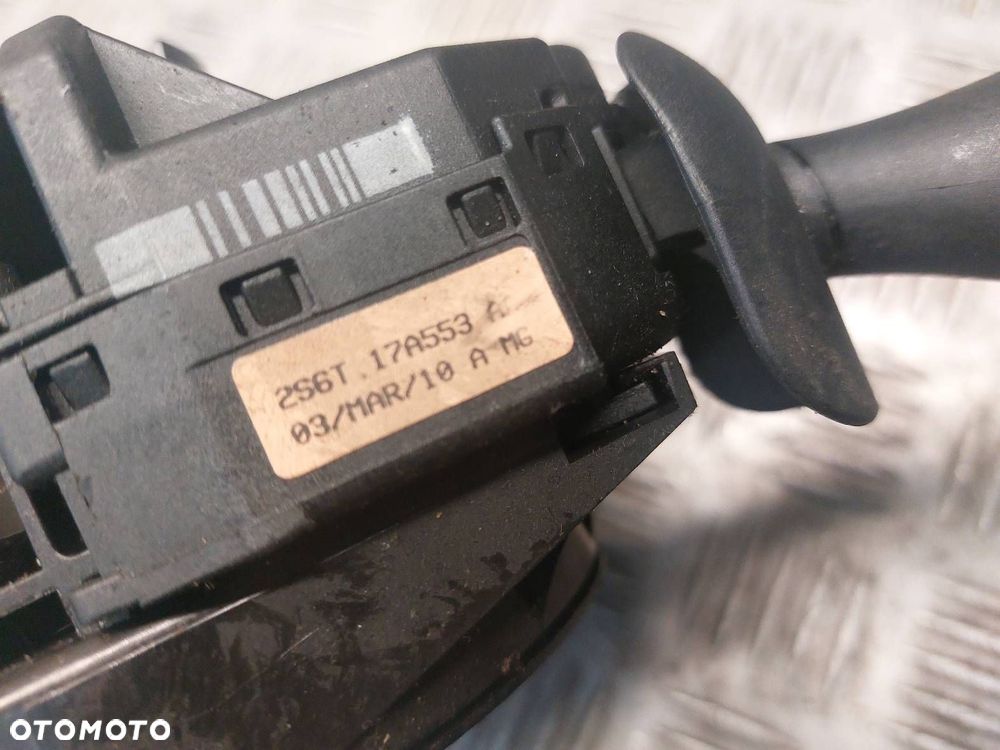 2S6T 17A553 A
03/MAR/10 A MG
OTOMOTO